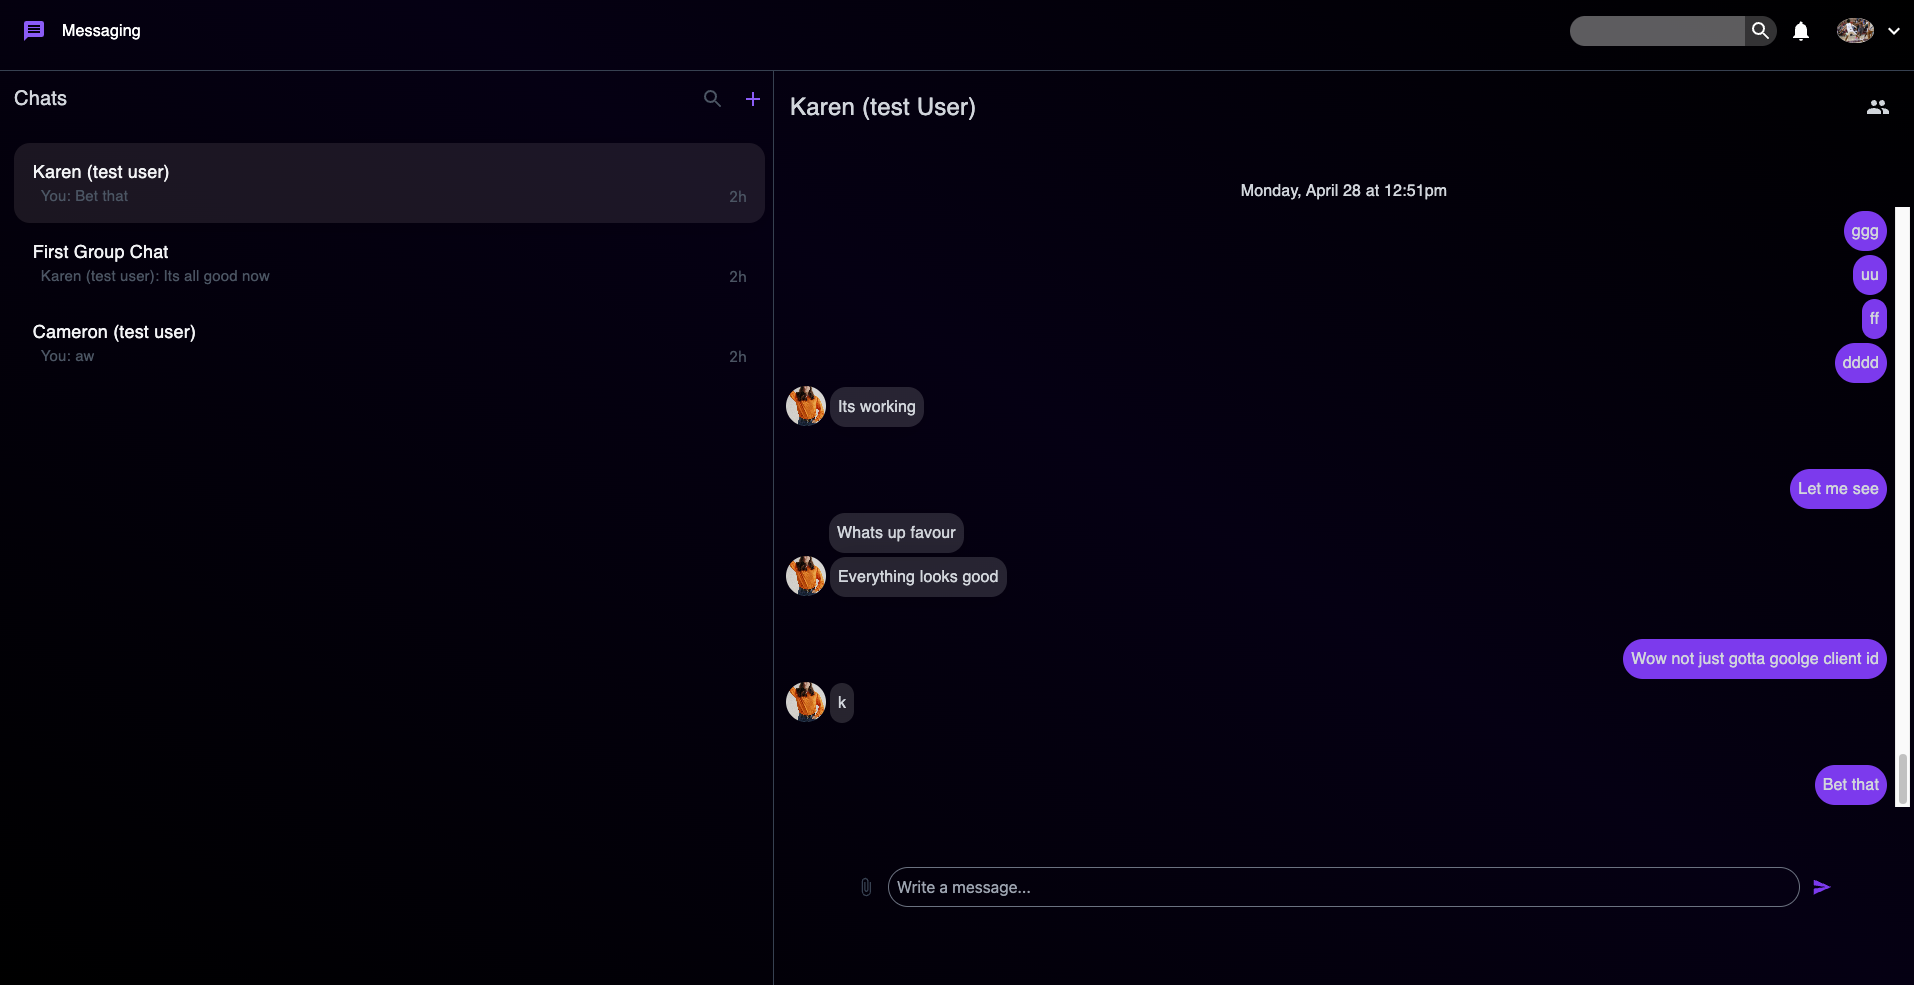 Messaging
Chats
Karen (test user)
You: Bet that
2h
First Group Chat
Karen (test user): Its all good now
2h
Cameron (test user)
You: aw
2h
Karen (test User)
Monday, April 28 at 12:51pm
ggg
uu
ff
dddd
Its working
Let me see
Whats up favour
Everything looks good
Wow not just gotta goolge client id
k
Bet that
Write a message...